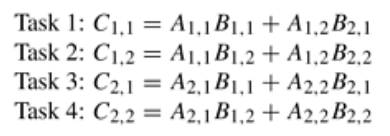 Task 1: C1,1 = A1,1B1,1 + A1,2B2,1
Task 2: C1,2 = A1,1B1,2 + A1,2B2,2
Task 3: C2,1 = A2,1B1,1 + A2,2B2,1
Task 4: C2,2 = A2,1B1,2 + A2,2B2,2